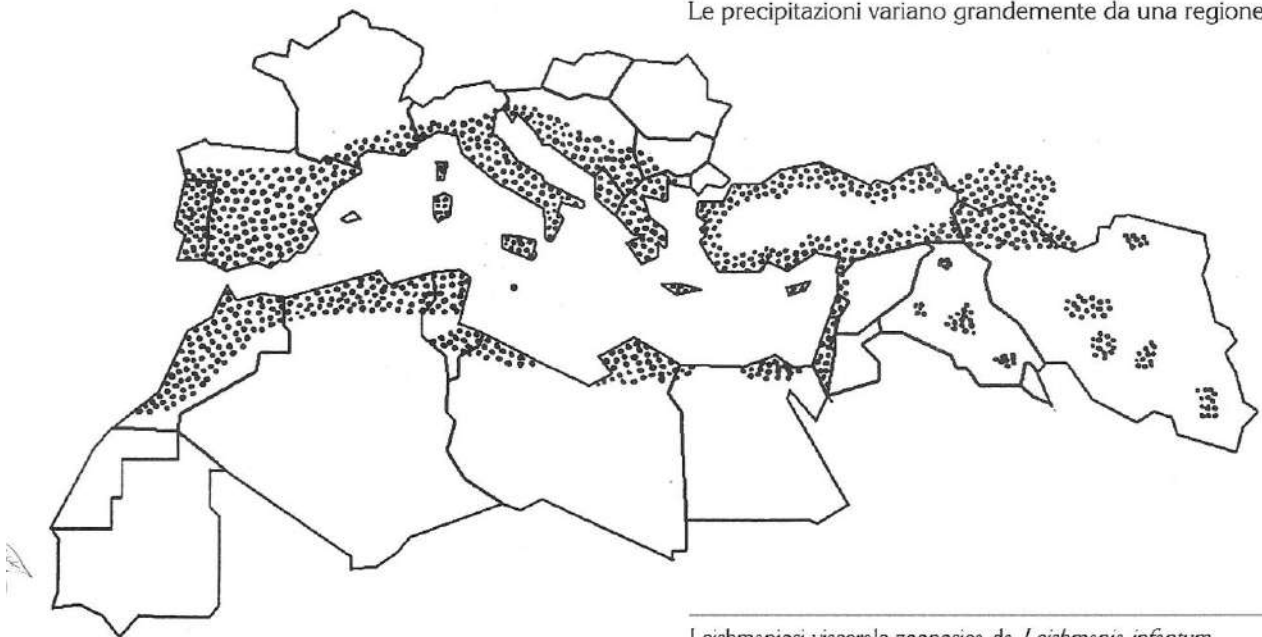 Le precipitazioni variano grandemente da una regione
Leishmaniosi viscerale zoonosica da Leishmania infantum